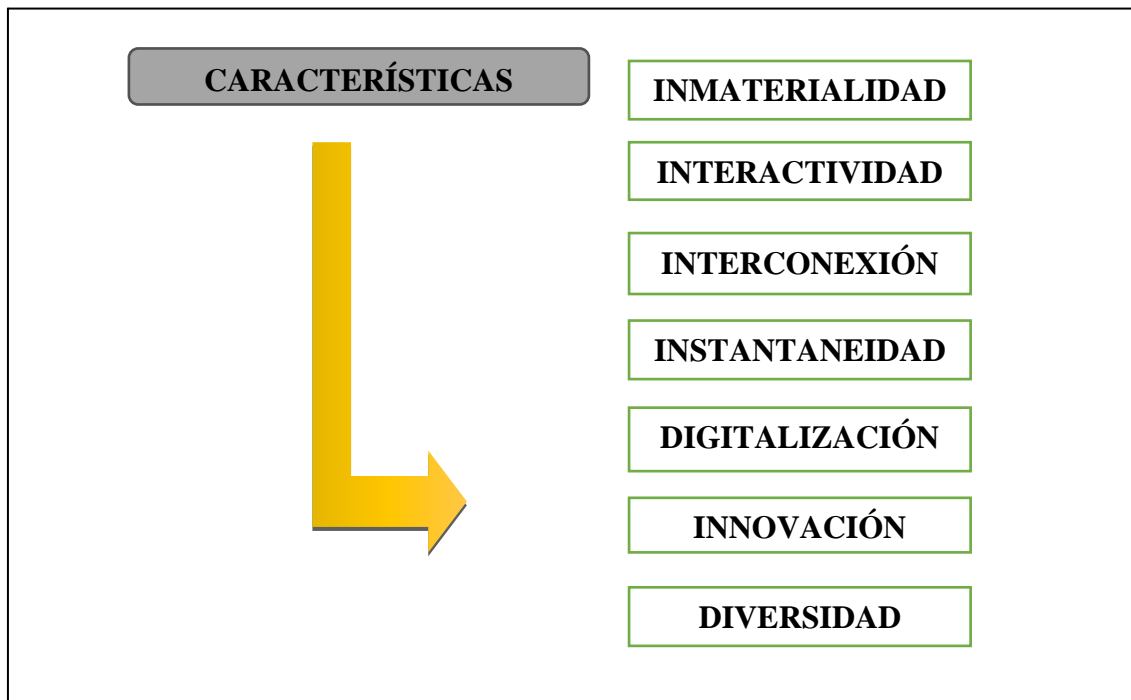 CARACTERÍSTICAS
INMATERIALIDAD
INTERACTIVIDAD
INTERCONEXIÓN
INSTANTANEIDAD
DIGITALIZACIÓN
INNOVACIÓN
DIVERSIDAD